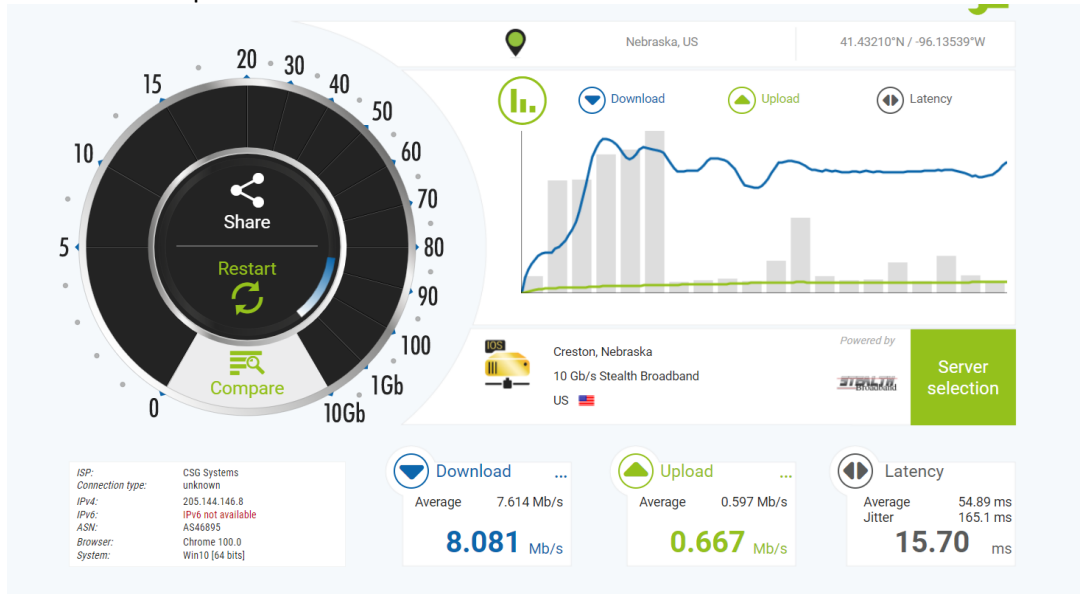 Nebraska, US
41.43210°N / -96.13539°W
Download
Upload
Latency
0
5
10
15
20
30
40
50
60
70
80
90
100
1Gb
10Gb
Share
Restart
Compare
IOS
Creston, Nebraska
10 Gb/s Stealth Broadband
US
Powered by
STEALTH
Broadband
Server
selection
ISP: CSG Systems
Connection type: unknown
IPv4: 205.144.146.8
IPv6: IPv6 not available
ASN: AS46895
Browser: Chrome 100.0
System: Win10 [64 bits]
Download ...
Average 7.614 Mb/s
8.081 Mb/s
Upload ...
Average 0.597 Mb/s
0.667 Mb/s
Latency
Average 54.89 ms
Jitter 165.1 ms
15.70 ms